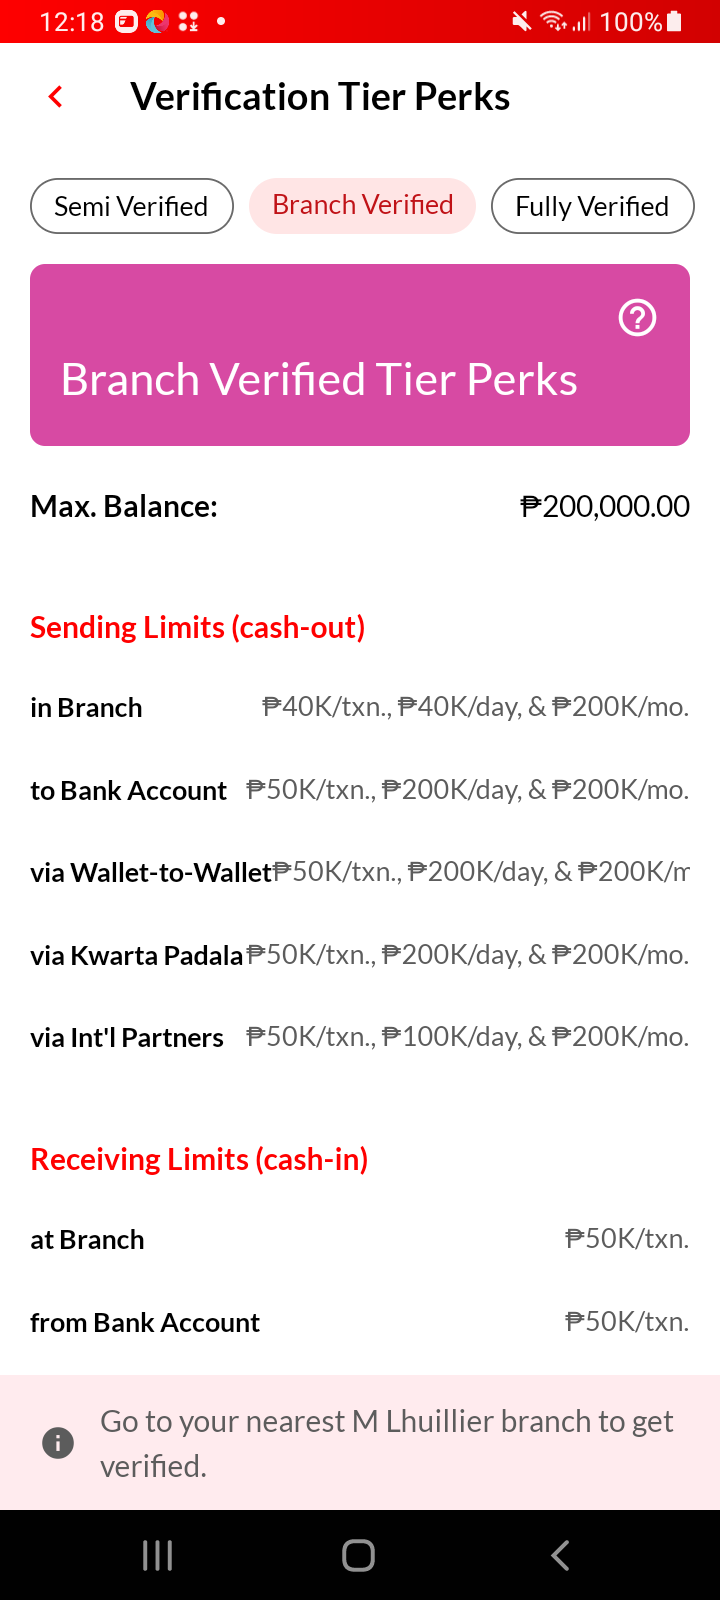 12:18 100%
Verification Tier Perks
Semi Verified Branch Verified Fully Verified
Branch Verified Tier Perks
Max. Balance: ₱200,000.00
Sending Limits (cash-out)
in Branch ₱40K/txn., ₱40K/day, & ₱200K/mo.
to Bank Account ₱50K/txn., ₱200K/day, & ₱200K/mo.
via Wallet-to-Wallet ₱50K/txn., ₱200K/day, & ₱200K/m
via Kwarta Padala ₱50K/txn., ₱200K/day, & ₱200K/mo.
via Int'l Partners ₱50K/txn., ₱100K/day, & ₱200K/mo.
Receiving Limits (cash-in)
at Branch ₱50K/txn.
from Bank Account ₱50K/txn.
Go to your nearest M Lhuillier branch to get
verified.